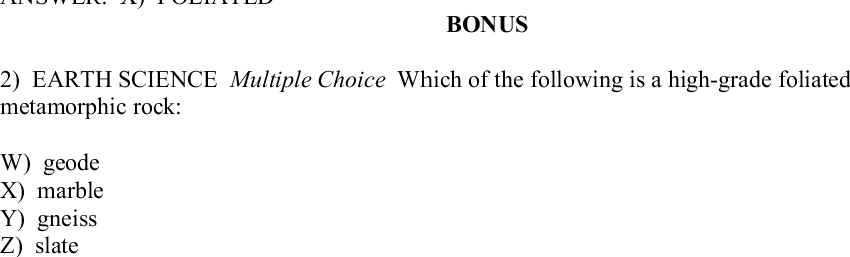 ANSWER: X) FOLIATED
BONUS
2) EARTH SCIENCE Multiple Choice Which of the following is a high-grade foliated
metamorphic rock:
W) geode
X) marble
Y) gneiss
Z) slate